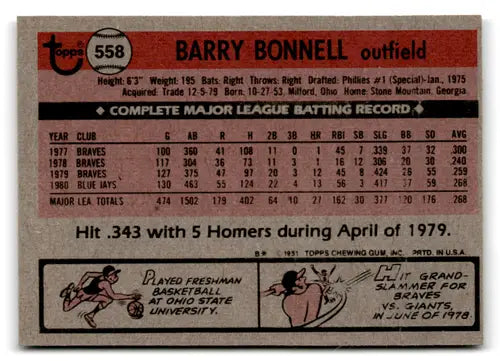 Topps 558 BARRY BONNELL outfield
Height: 6'3" Weight: 195 Bats: Right Throws: Right Drafted: Phillies #1 (Special)-Jan., 1975
Acquired: Trade 12-5-79 Born: 10-27-53, Milford, Ohio Home: Stone Mountain, Georgia
COMPLETE MAJOR LEAGUE BATTING RECORD
YEAR CLUB G AB R H 2B 3B HR RBI SB SLG BB SO AVG
1977 BRAVES 100 360 41 108 11 0 1 45 7 .339 37 32 .300
1978 BRAVES 117 304 36 73 11 3 1 16 12 .306 20 30 .240
1979 BRAVES 127 375 47 97 20 3 12 45 8 .424 26 55 .259
1980 BLUE JAYS 130 463 55 124 22 4 13 56 3 .417 37 59 .268
MAJOR LEA. TOTALS 474 1502 179 402 64 10 27 162 30 .377 120 176 .268
Hit .343 with 5 Homers during April of 1979.
B* © 1981 TOPPS CHEWING GUM, INC. PRTD. IN U.S.A.
PLAYED FRESHMAN
BASKETBALL
AT OHIO STATE
UNIVERSITY.
HIT GRAND-
SLAMMER FOR
BRAVES
VS. GIANTS,
IN JUNE OF 1978.